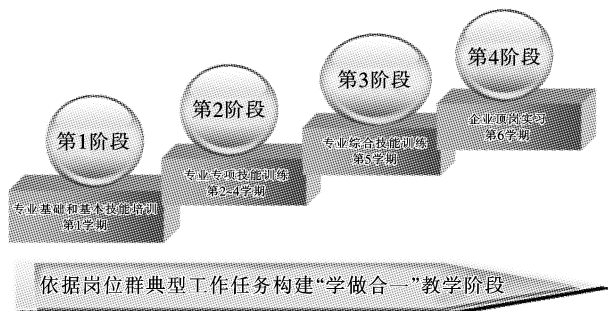 第1阶段
专业基础和基本技能培训
第1学期
第2阶段
专业专项技能训练
第2-4学期
第3阶段
专业综合技能训练
第5学期
第4阶段
企业顶岗实习
第6学期
依据岗位群典型工作任务构建“学做合一”教学阶段